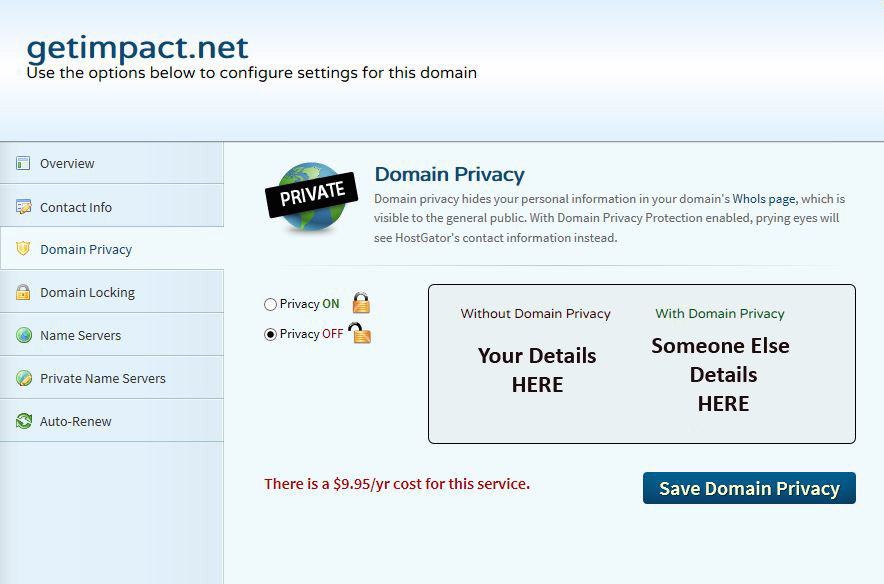 getimpact.net
Use the options below to configure settings for this domain
Overview
Contact Info
Domain Privacy
Domain Locking
Name Servers
Private Name Servers
Auto-Renew
PRIVATE
Domain Privacy
Domain privacy hides your personal information in your domain's WhoIs page, which is
visible to the general public. With Domain Privacy Protection enabled, prying eyes will
see HostGator's contact information instead.
Privacy ON
Privacy OFF
Without Domain Privacy
Your Details
HERE
With Domain Privacy
Someone Else
Details
HERE
There is a $9.95/yr cost for this service.
Save Domain Privacy